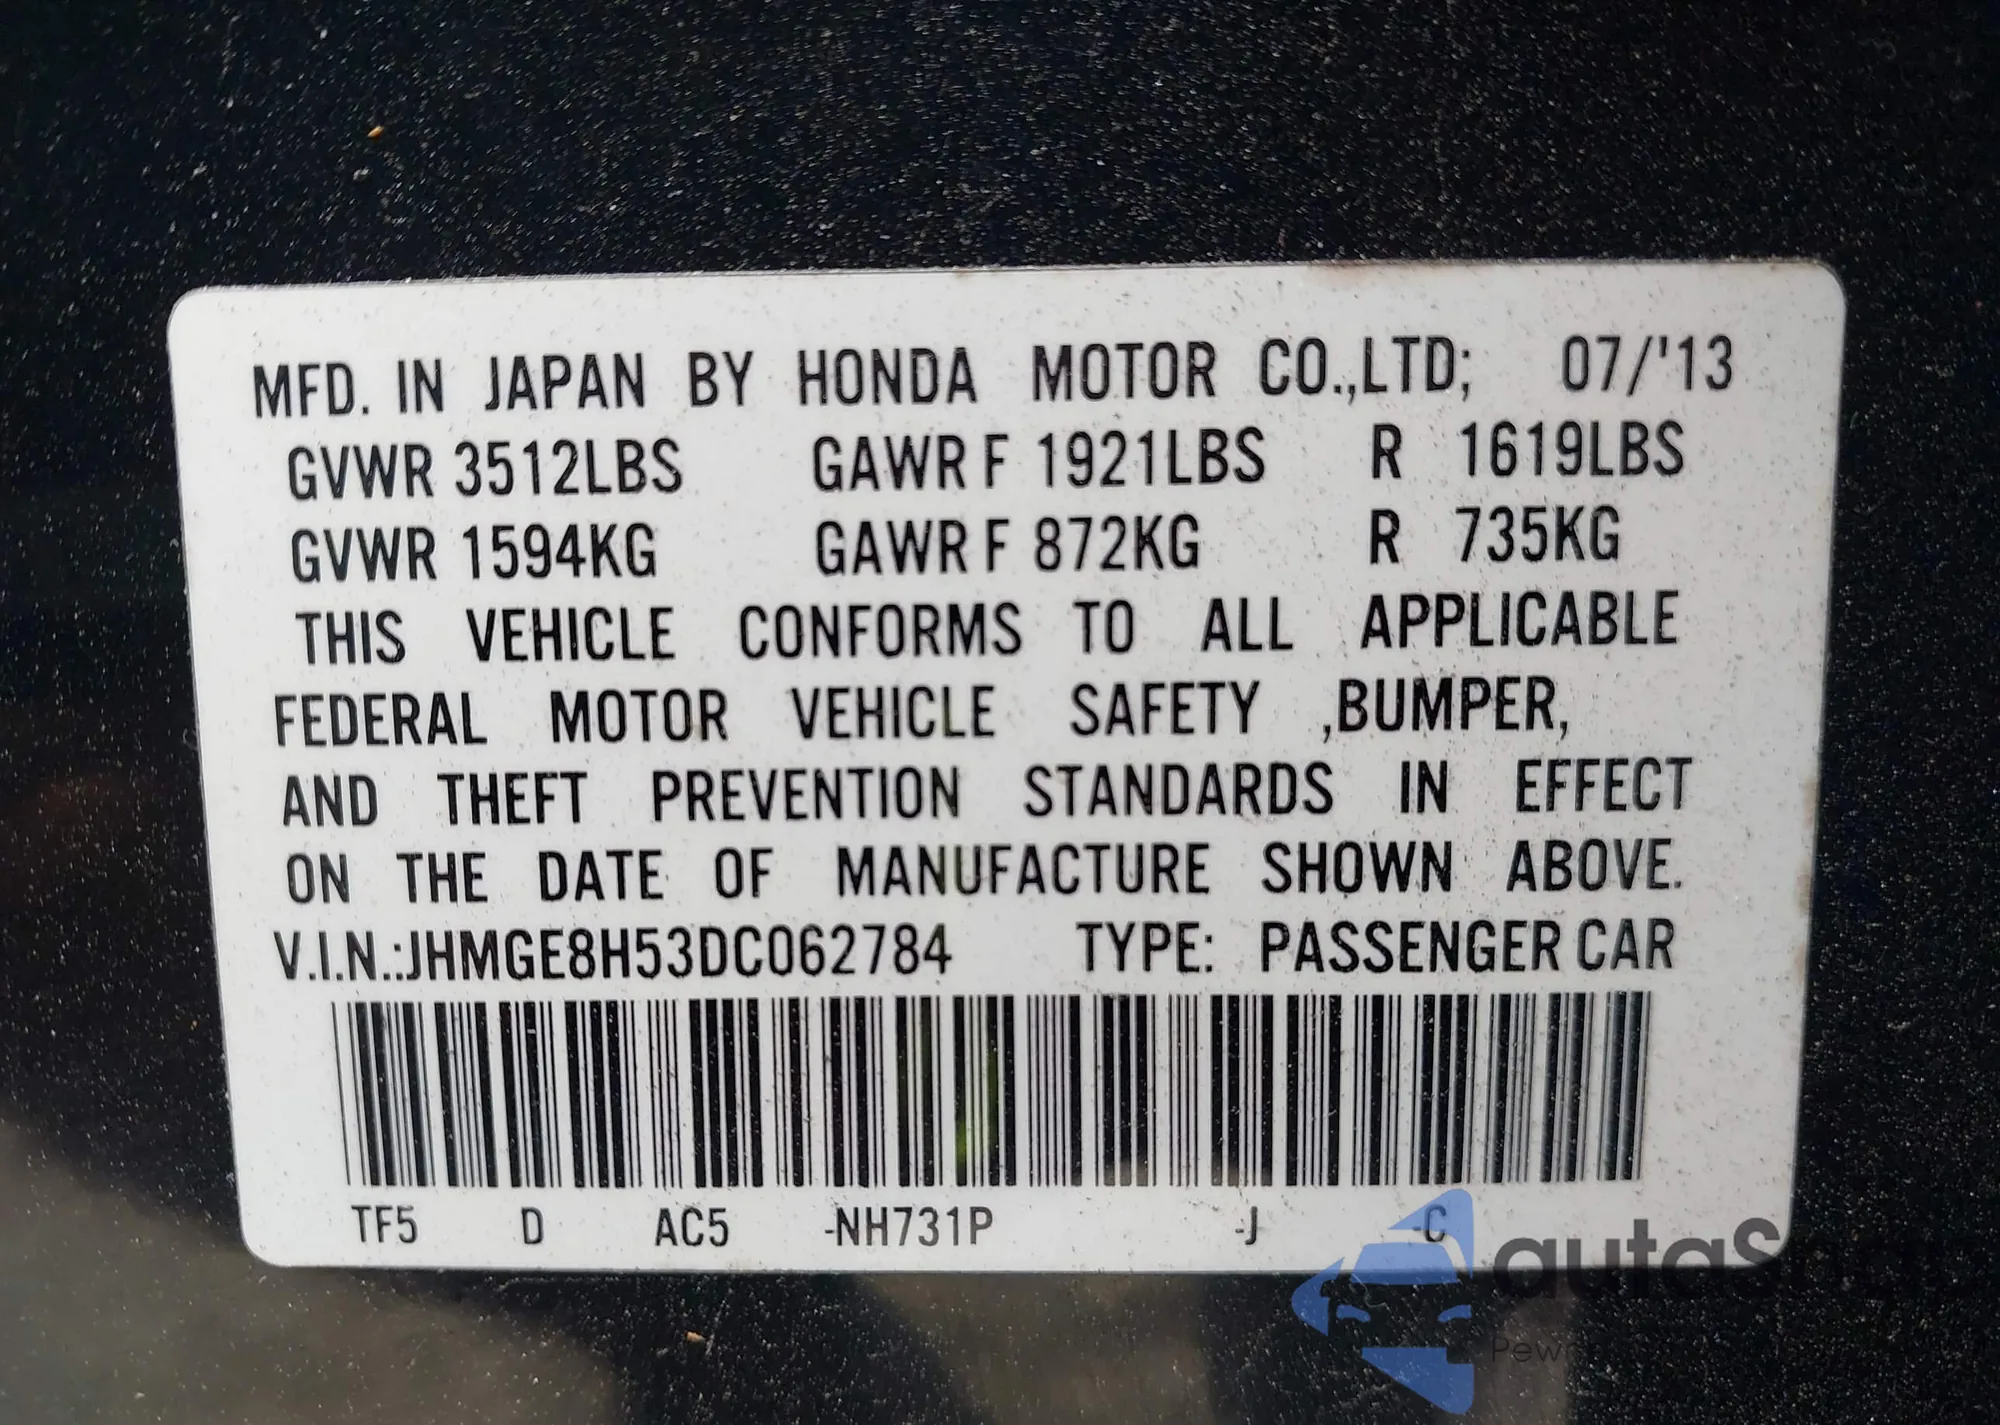 MFD. IN JAPAN BY HONDA MOTOR CO.,LTD; 07/'13
GVWR 3512LBS GAWR F 1921LBS R 1619LBS
GVWR 1594KG GAWR F 872KG R 735KG
THIS VEHICLE CONFORMS TO ALL APPLICABLE
FEDERAL MOTOR VEHICLE SAFETY ,BUMPER,
AND THEFT PREVENTION STANDARDS IN EFFECT
ON THE DATE OF MANUFACTURE SHOWN ABOVE.
V.I.N.:JHMGE8H53DC062784 TYPE: PASSENGER CAR
TF5 D AC5 -NH731P -J -C